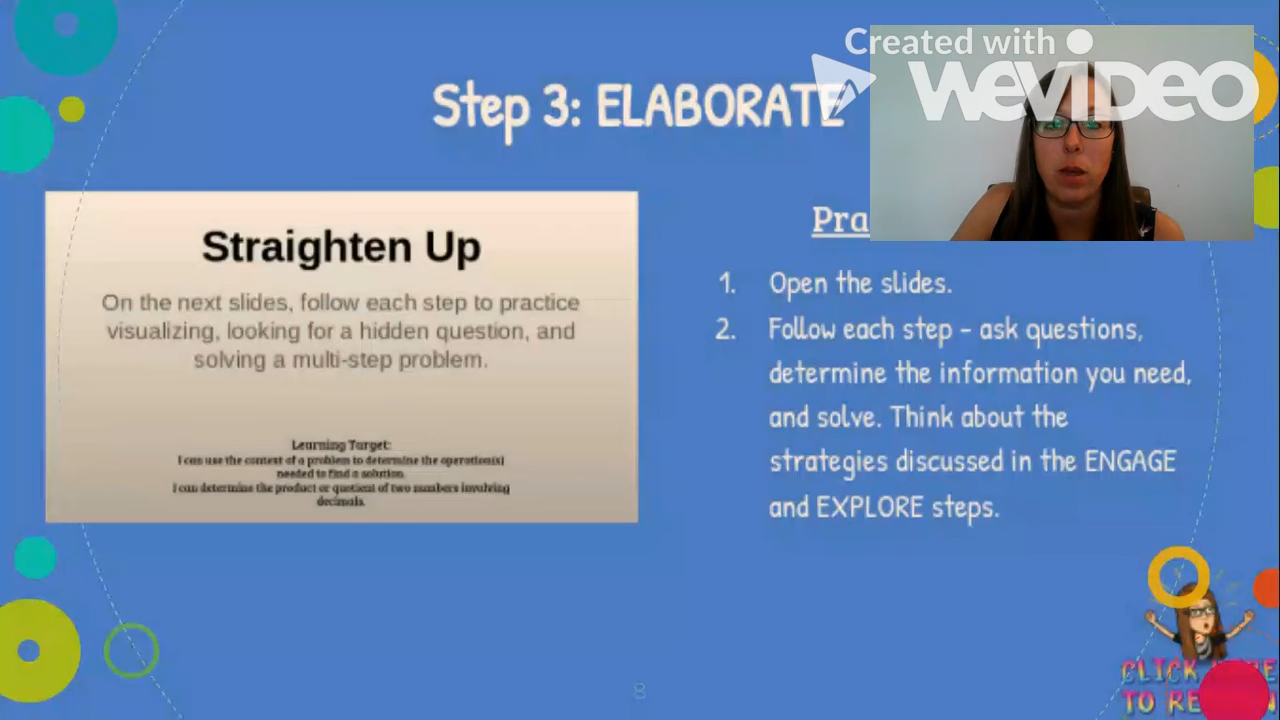 Created with
WEVIDEO
Step 3: ELABORATE
Straighten Up
On the next slides, follow each step to practice
visualizing, looking for a hidden question, and
solving a multi-step problem.
Learning Target:
I can use the context of a problem to determine the operation(s)
needed to find a solution.
I can determine the product or quotient of two numbers involving
decimals.
1. Open the slides.
2. Follow each step - ask questions,
determine the information you need,
and solve. Think about the
strategies discussed in the ENGAGE
and EXPLORE steps.
CLICK
TO
8